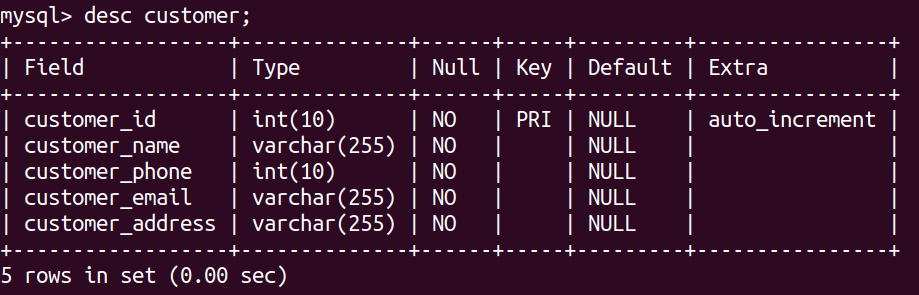 mysql> desc customer;
+------------------+--------------+------+-----+---------+----------------+
| Field            | Type         | Null | Key | Default | Extra          |
+------------------+--------------+------+-----+---------+----------------+
| customer_id      | int(10)      | NO   | PRI | NULL    | auto_increment |
| customer_name    | varchar(255) | NO   |     | NULL    |                |
| customer_phone   | int(10)      | NO   |     | NULL    |                |
| customer_email   | varchar(255) | NO   |     | NULL    |                |
| customer_address | varchar(255) | NO   |     | NULL    |                |
+------------------+--------------+------+-----+---------+----------------+
5 rows in set (0.00 sec)